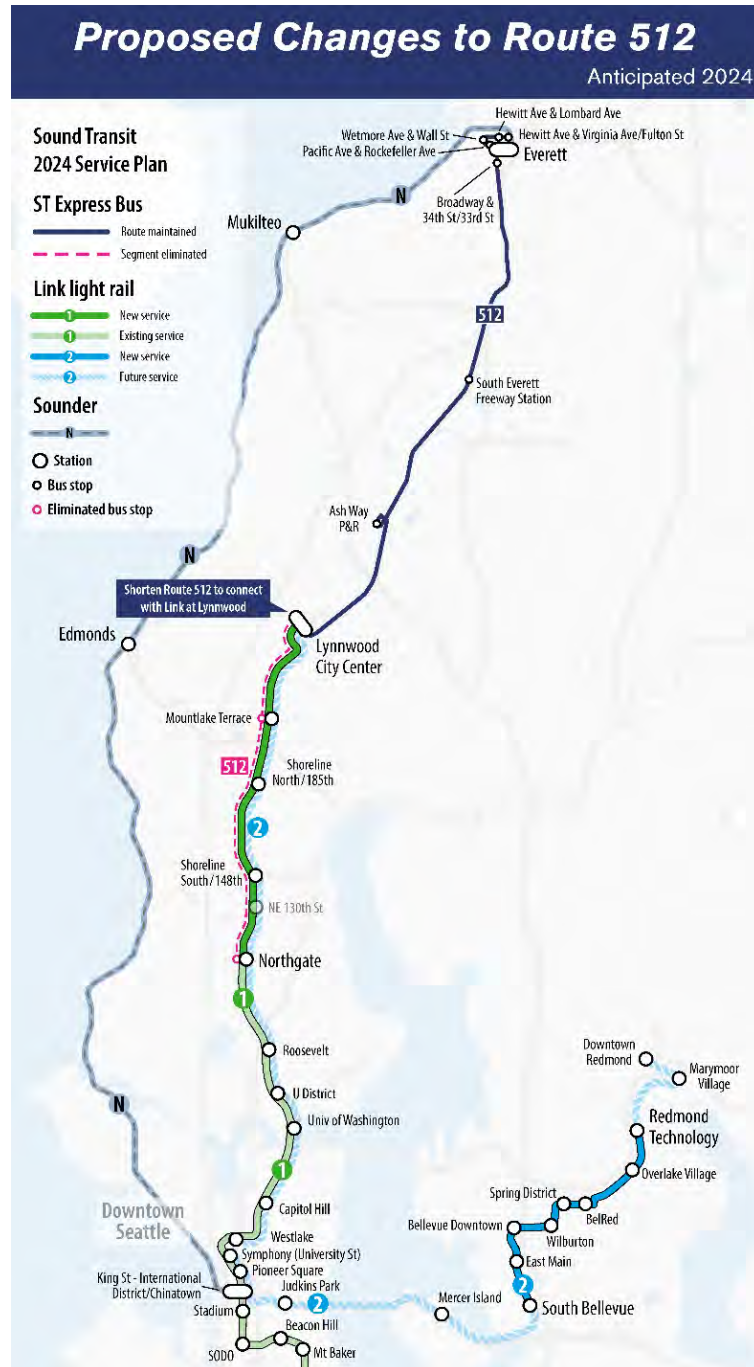 Proposed Changes to Route 512
Anticipated 2024
Sound Transit
2024 Service Plan
ST Express Bus
Route maintained
Segment eliminated
Link light rail
1 New service
1 Existing service
2 New service
2 Future service
Sounder
N
Station
Bus stop
Eliminated bus stop
Hewitt Ave & Lombard Ave
Wetmore Ave & Wall St
Hewitt Ave & Virginia Ave/Fulton St
Pacific Ave & Rockefeller Ave
Everett
Broadway &
34th St/33rd St
N
Mukilteo
512
South Everett
Freeway Station
Ash Way
P&R
N
Shorten Route 512 to connect
with Link at Lynnwood
Edmonds
Lynnwood
City Center
Mountlake Terrace
512
Shoreline
North/185th
2
Shoreline
South/148th
NE 130th St
Northgate
1
Roosevelt
U District
Univ of Washington
N
1
Capitol Hill
Downtown
Seattle
Westlake
Symphony (University St)
Pioneer Square
King St - International
District/Chinatown
Judkins Park
2
Stadium
Beacon Hill
SODO
Mt Baker
Mercer Island
Downtown
Redmond
Marymoor
Village
Redmond
Technology
Overlake Village
Spring District
BelRed
Bellevue Downtown
Wilburton
East Main
2
South Bellevue